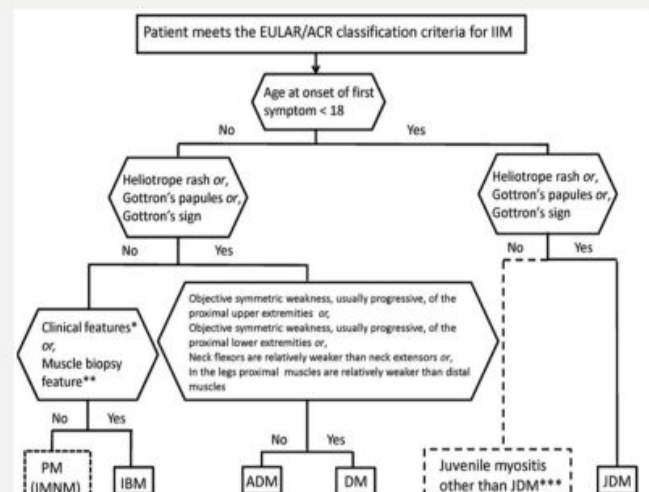 Patient meets the EULAR/ACR classification criteria for IIM
Age at onset of first
symptom < 18
No
Yes
Heliotrope rash or,
Gottron's papules or,
Gottron's sign
Heliotrope rash or,
Gottron's papules or,
Gottron's sign
No
Yes
No
Yes
Clinical features*
or,
Muscle biopsy
feature**
Objective symmetric weakness, usually progressive, of the
proximal upper extremities or,
Objective symmetric weakness, usually progressive, of the
proximal lower extremities or,
Neck flexors are relatively weaker than neck extensors or,
In the legs proximal muscles are relatively weaker than distal
muscles
No
Yes
No
Yes
PM
(IMNM)
IBM
ADM
DM
Juvenile myositis
other than JDM***
JDM